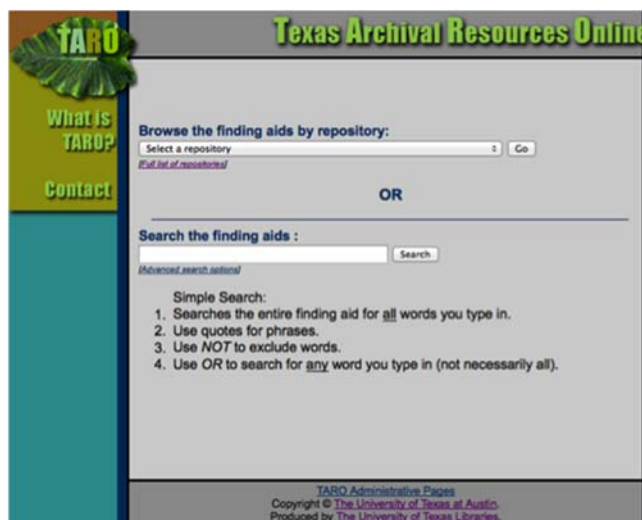 TARO
Texas Archival Resources Online
What is
TARO?
Contact
Browse the finding aids by repository:
Select a repository
Go
[Full list of repositories]
OR
Search the finding aids :
Search
[Advanced search options]
Simple Search:
1. Searches the entire finding aid for all words you type in.
2. Use quotes for phrases.
3. Use NOT to exclude words.
4. Use OR to search for any word you type in (not necessarily all).
TARO Administrative Pages
Copyright © The University of Texas at Austin.
Produced by The University of Texas Libraries.